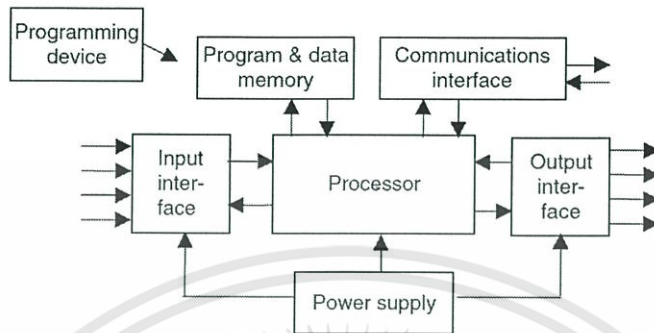 Programming
device
Program & data
memory
Communications
interface
Input
inter-
face
Processor
Output
inter-
face
Power supply